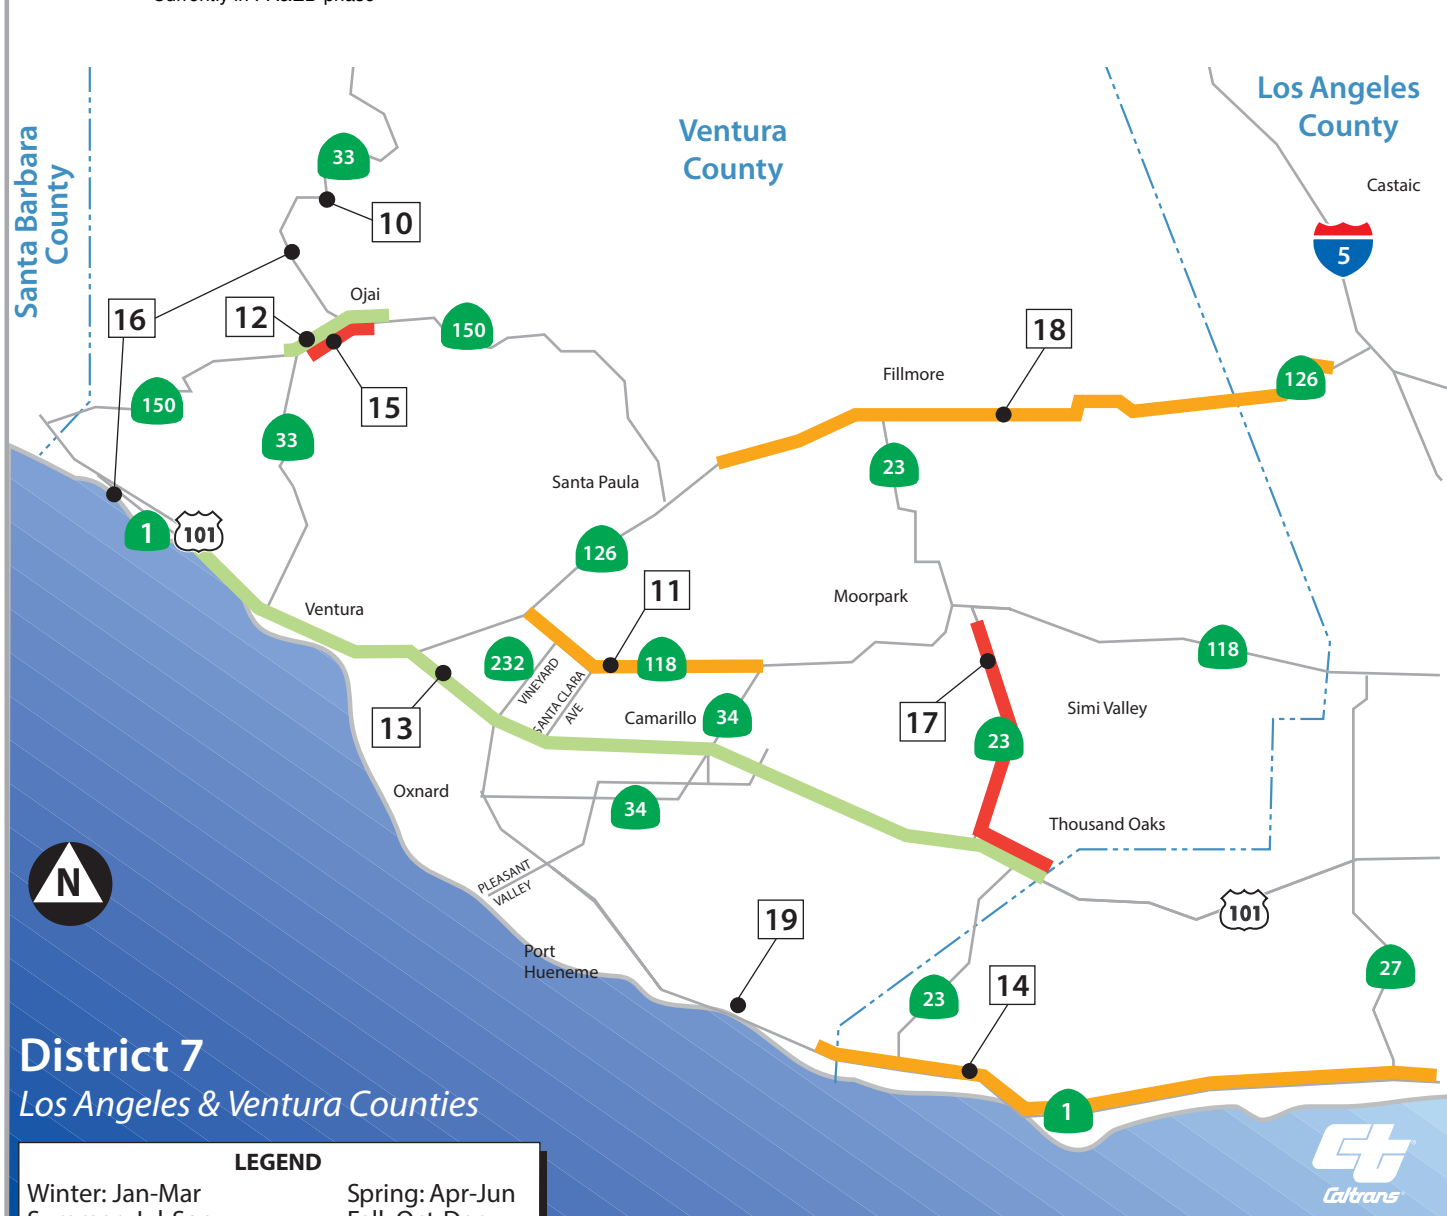 Santa Barbara
County
Ventura
County
Los Angeles
County
Castaic
33
10
5
16
12
Ojai
150
18
15
150
33
Fillmore
126
23
Santa Paula
1
101
126
11
Moorpark
Ventura
232
VINEYARD
SANTA CLARA
AVE
118
118
13
Camarillo
34
17
23
Simi Valley
Oxnard
34
Thousand Oaks
N
PLEASANT
VALLEY
19
101
Port
Hueneme
23
14
27
District 7
Los Angeles & Ventura Counties
1
LEGEND
Winter: Jan-Mar Spring: Apr-Jun
Caltrans